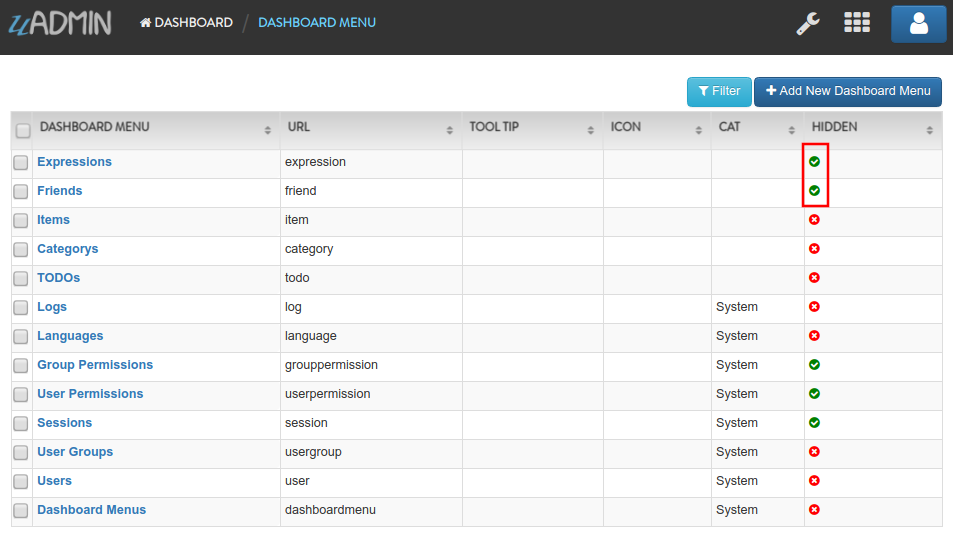 uADMIN DASHBOARD / DASHBOARD MENU
Filter Add New Dashboard Menu
DASHBOARD MENU URL TOOL TIP ICON CAT HIDDEN
Expressions expression
Friends friend
Items item
Categorys category
TODOs todo
Logs log System
Languages language System
Group Permissions grouppermission System
User Permissions userpermission System
Sessions session System
User Groups usergroup System
Users user System
Dashboard Menus dashboardmenu System